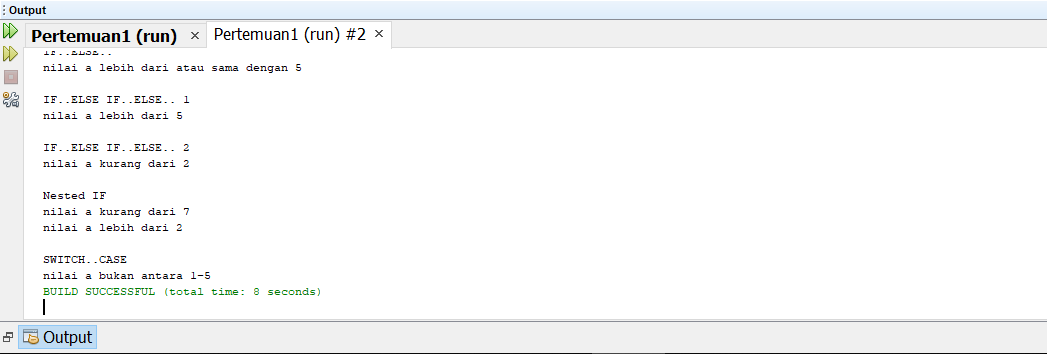 Output
Pertemuan1 (run) × Pertemuan1 (run) #2 ×
IF..ELSE..
nilai a lebih dari atau sama dengan 5
IF..ELSE IF..ELSE.. 1
nilai a lebih dari 5
IF..ELSE IF..ELSE.. 2
nilai a kurang dari 2
Nested IF
nilai a kurang dari 7
nilai a lebih dari 2
SWITCH..CASE
nilai a bukan antara 1-5
BUILD SUCCESSFUL (total time: 8 seconds)
Output